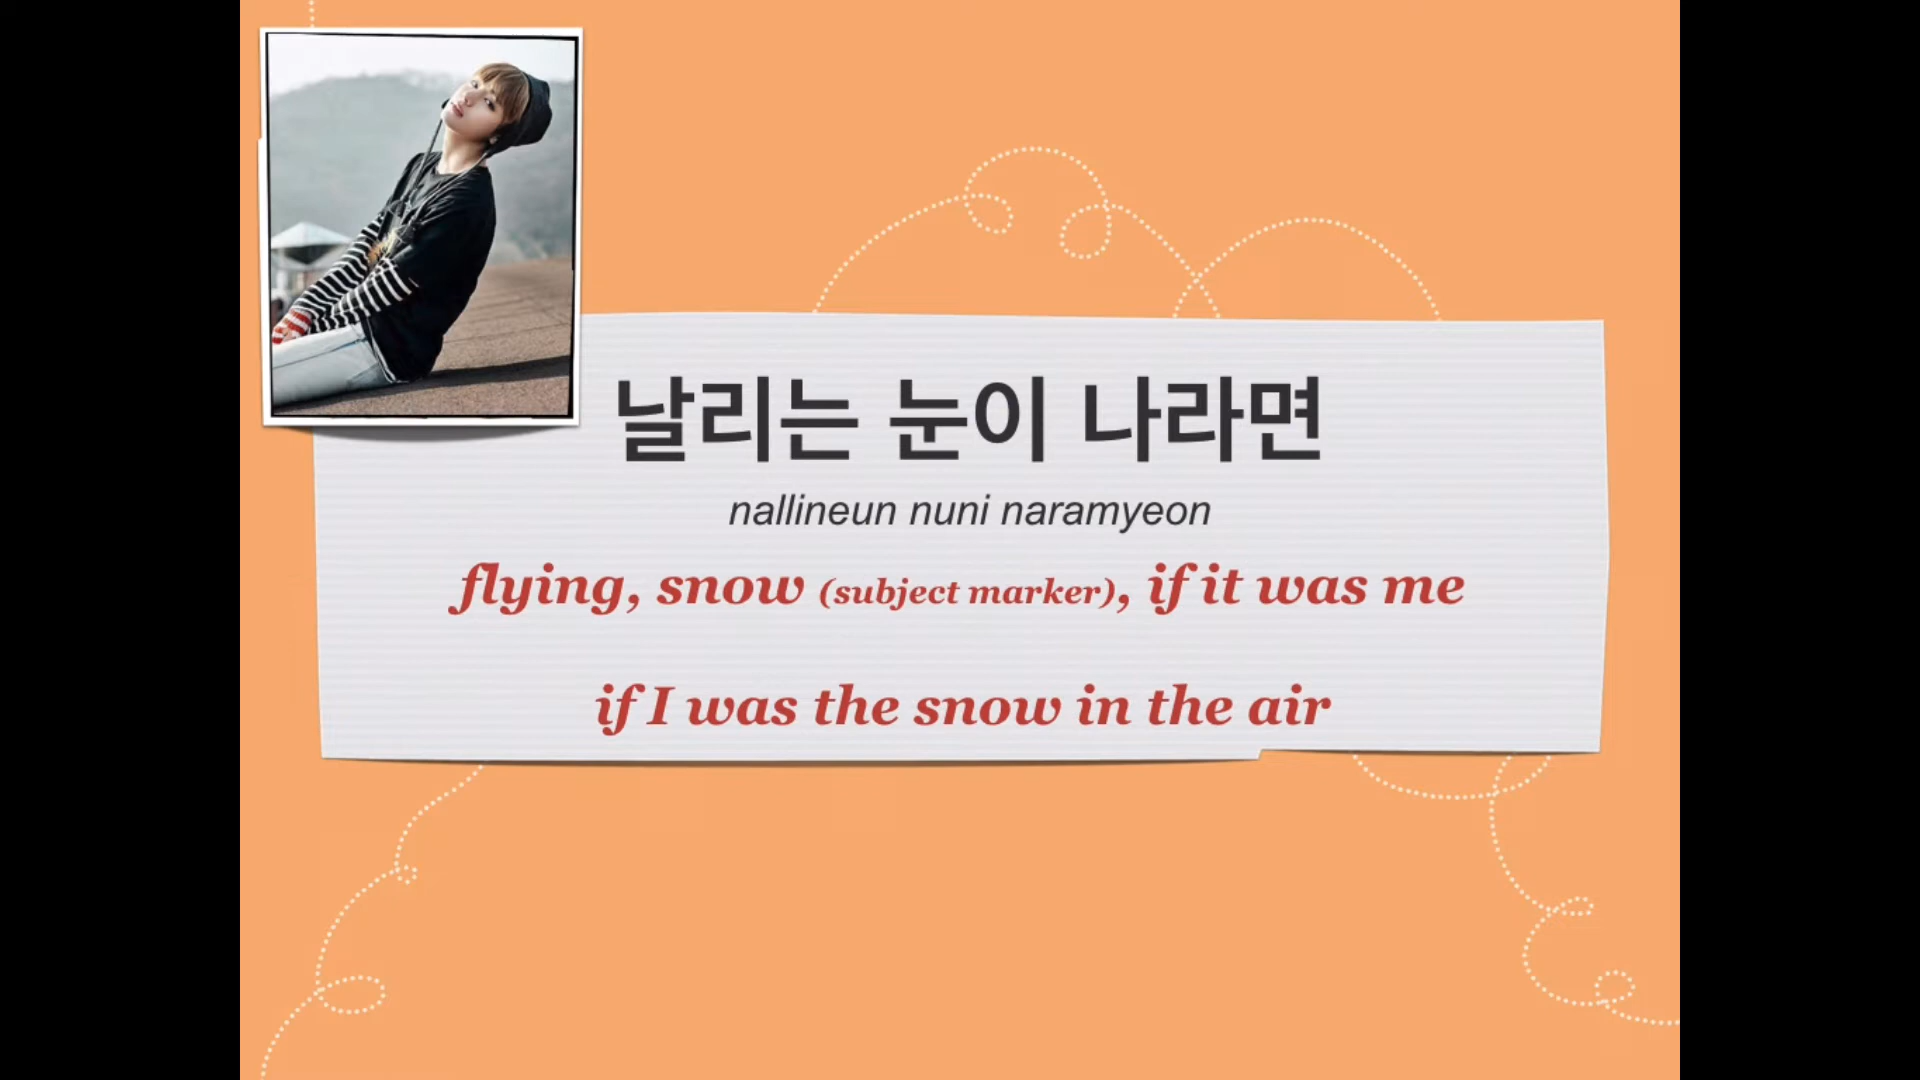 날리는 눈이 나라면
nallineun nuni naramyeon
flying, snow (subject marker), if it was me
if I was the snow in the air